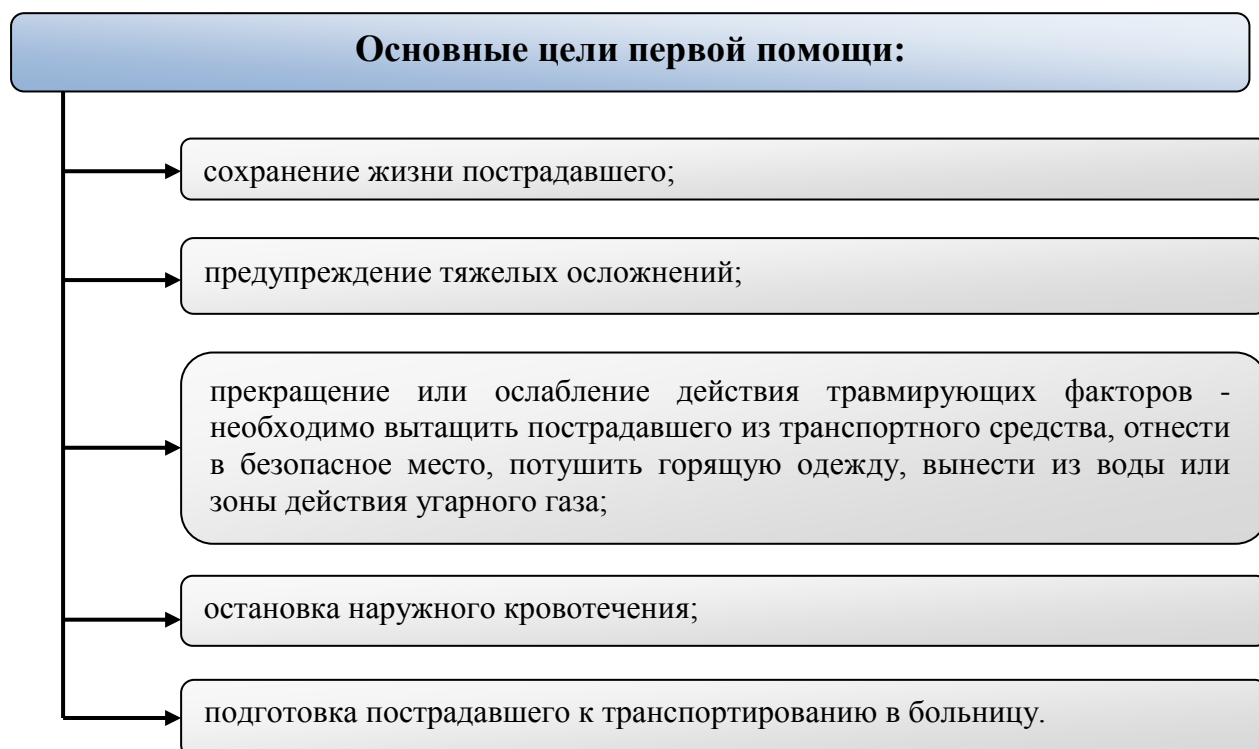 Основные цели первой помощи:
сохранение жизни пострадавшего;
предупреждение тяжелых осложнений;
прекращение или ослабление действия травмирующих факторов -
необходимо вытащить пострадавшего из транспортного средства, отнести
в безопасное место, потушить горящую одежду, вынести из воды или
зоны действия угарного газа;
остановка наружного кровотечения;
подготовка пострадавшего к транспортированию в больницу.